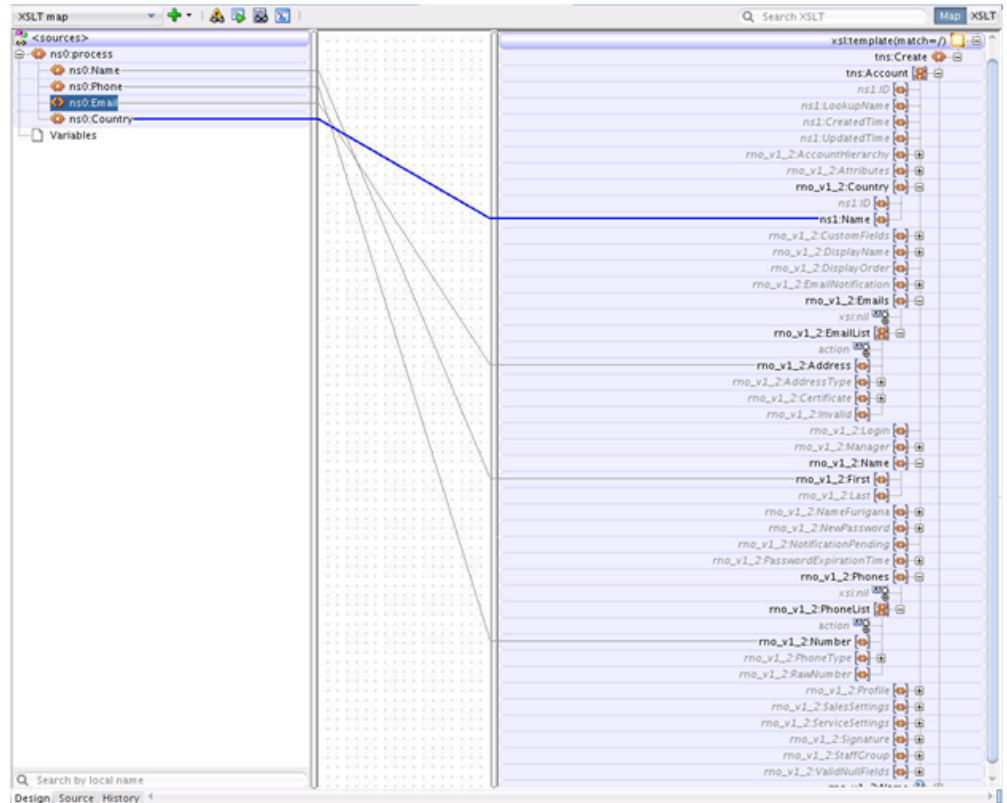 XSLT map
Search XSLT
Map XSLT
<sources>
ns0:process
ns0:Name
ns0:Phone
ns0:Email
ns0:Country
Variables
xsl:template(match=/)
tns:Create
tns:Account
ns1:ID
ns1:LookupName
ns1:CreatedTime
ns1:UpdatedTime
rno_v1_2:AccountHierarchy
rno_v1_2:Attributes
rno_v1_2:Country
ns1:ID
ns1:Name
rno_v1_2:CustomFields
rno_v1_2:DisplayName
rno_v1_2:DisplayOrder
rno_v1_2:EmailNotification
rno_v1_2:Emails
xsi:nil
rno_v1_2:EmailList
action
rno_v1_2:Address
rno_v1_2:AddressType
rno_v1_2:Certificate
rno_v1_2:Invalid
rno_v1_2:Login
rno_v1_2:Manager
rno_v1_2:Name
rno_v1_2:First
rno_v1_2:Last
rno_v1_2:NameFurigana
rno_v1_2:NewPassword
rno_v1_2:NotificationPending
rno_v1_2:PasswordExpirationTime
rno_v1_2:Phones
xsi:nil
rno_v1_2:PhoneList
action
rno_v1_2:Number
rno_v1_2:PhoneType
rno_v1_2:RawNumber
rno_v1_2:Profile
rno_v1_2:SalesSettings
rno_v1_2:ServiceSettings
rno_v1_2:Signature
rno_v1_2:StaffGroup
rno_v1_2:ValidNullFields
Search by local name
Design Source History